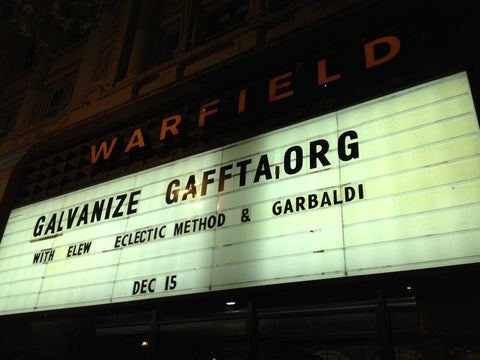 WARFIELD
GALVANIZE GAFFTA,ORG
WITH ELEW ECLECTIC METHOD & GARBALDI
DEC 15